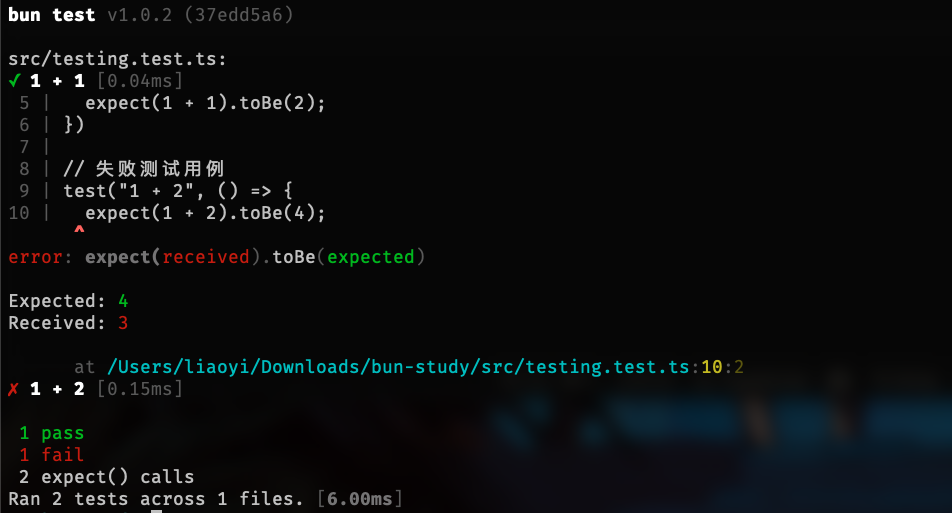 bun test v1.0.2 (37edd5a6)
src/testing.test.ts:
✓ 1 + 1 [0.04ms]
5 |   expect(1 + 1).toBe(2);
6 | })
7 |
8 | // 失败测试用例
9 | test("1 + 2", () => {
10 |   expect(1 + 2).toBe(4);
^
error: expect(received).toBe(expected)
Expected: 4
Received: 3
at /Users/liaoyi/Downloads/bun-study/src/testing.test.ts:10:2
✗ 1 + 2 [0.15ms]
1 pass
1 fail
2 expect() calls
Ran 2 tests across 1 files. [6.00ms]